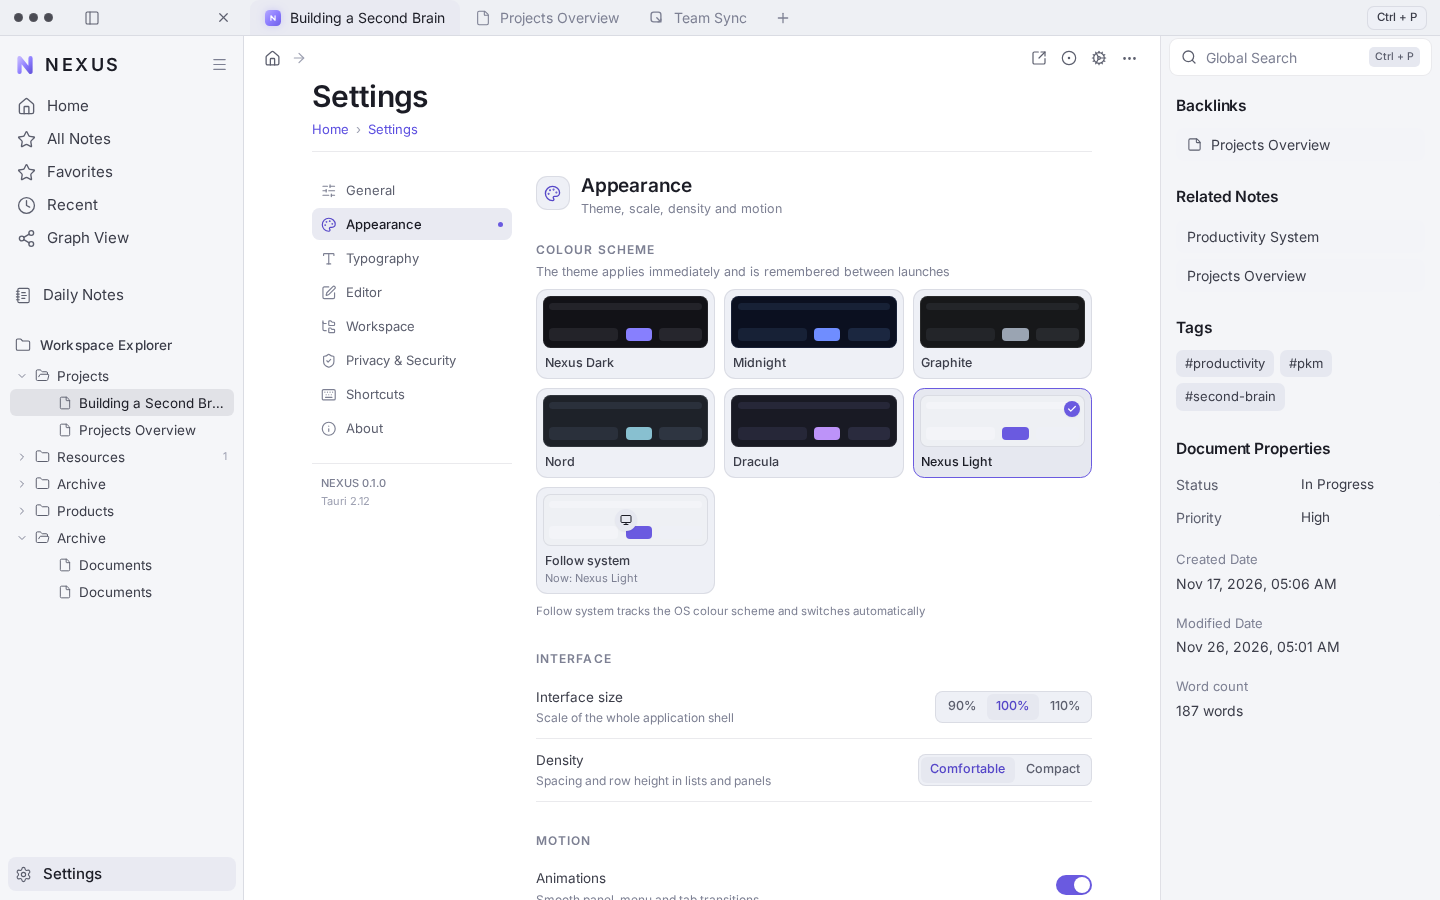 Building a Second Brain
Projects Overview
Team Sync
Ctrl + P
NEXUS
Home
All Notes
Favorites
Recent
Graph View
Daily Notes
Workspace Explorer
Projects
Building a Second Br...
Projects Overview
Resources 1
Archive
Products
Archive
Documents
Documents
Settings
Settings
Home › Settings
General
Appearance
Typography
Editor
Workspace
Privacy & Security
Shortcuts
About
NEXUS 0.1.0
Tauri 2.12
Appearance
Theme, scale, density and motion
COLOUR SCHEME
The theme applies immediately and is remembered between launches
Nexus Dark
Midnight
Graphite
Nord
Dracula
Nexus Light
Follow system
Now: Nexus Light
Follow system tracks the OS colour scheme and switches automatically
INTERFACE
Interface size
Scale of the whole application shell
90% 100% 110%
Density
Spacing and row height in lists and panels
Comfortable Compact
MOTION
Animations
Smooth panel, menu and tab transitions
Global Search Ctrl + P
Backlinks
Projects Overview
Related Notes
Productivity System
Projects Overview
Tags
#productivity #pkm
#second-brain
Document Properties
Status In Progress
Priority High
Created Date
Nov 17, 2026, 05:06 AM
Modified Date
Nov 26, 2026, 05:01 AM
Word count
187 words